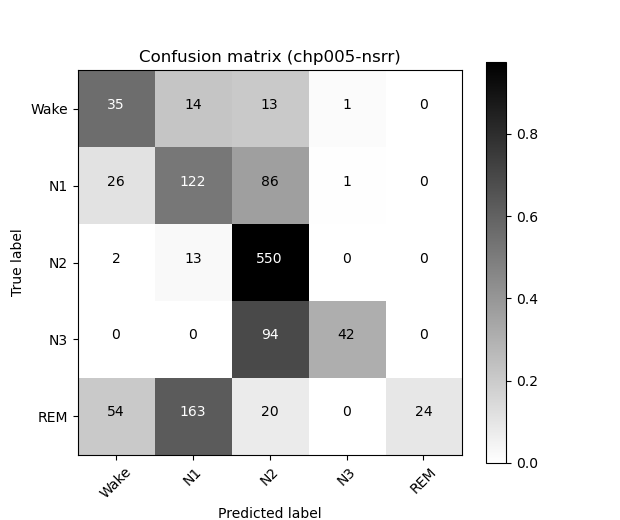 Confusion matrix (chp005-nsrr)
Wake 35 14 13 1 0
N1 26 122 86 1 0
N2 2 13 550 0 0
N3 0 0 94 42 0
REM 54 163 20 0 24
Wake N1 N2 N3 REM
Predicted label
True label
0.8
0.6
0.4
0.2
0.0